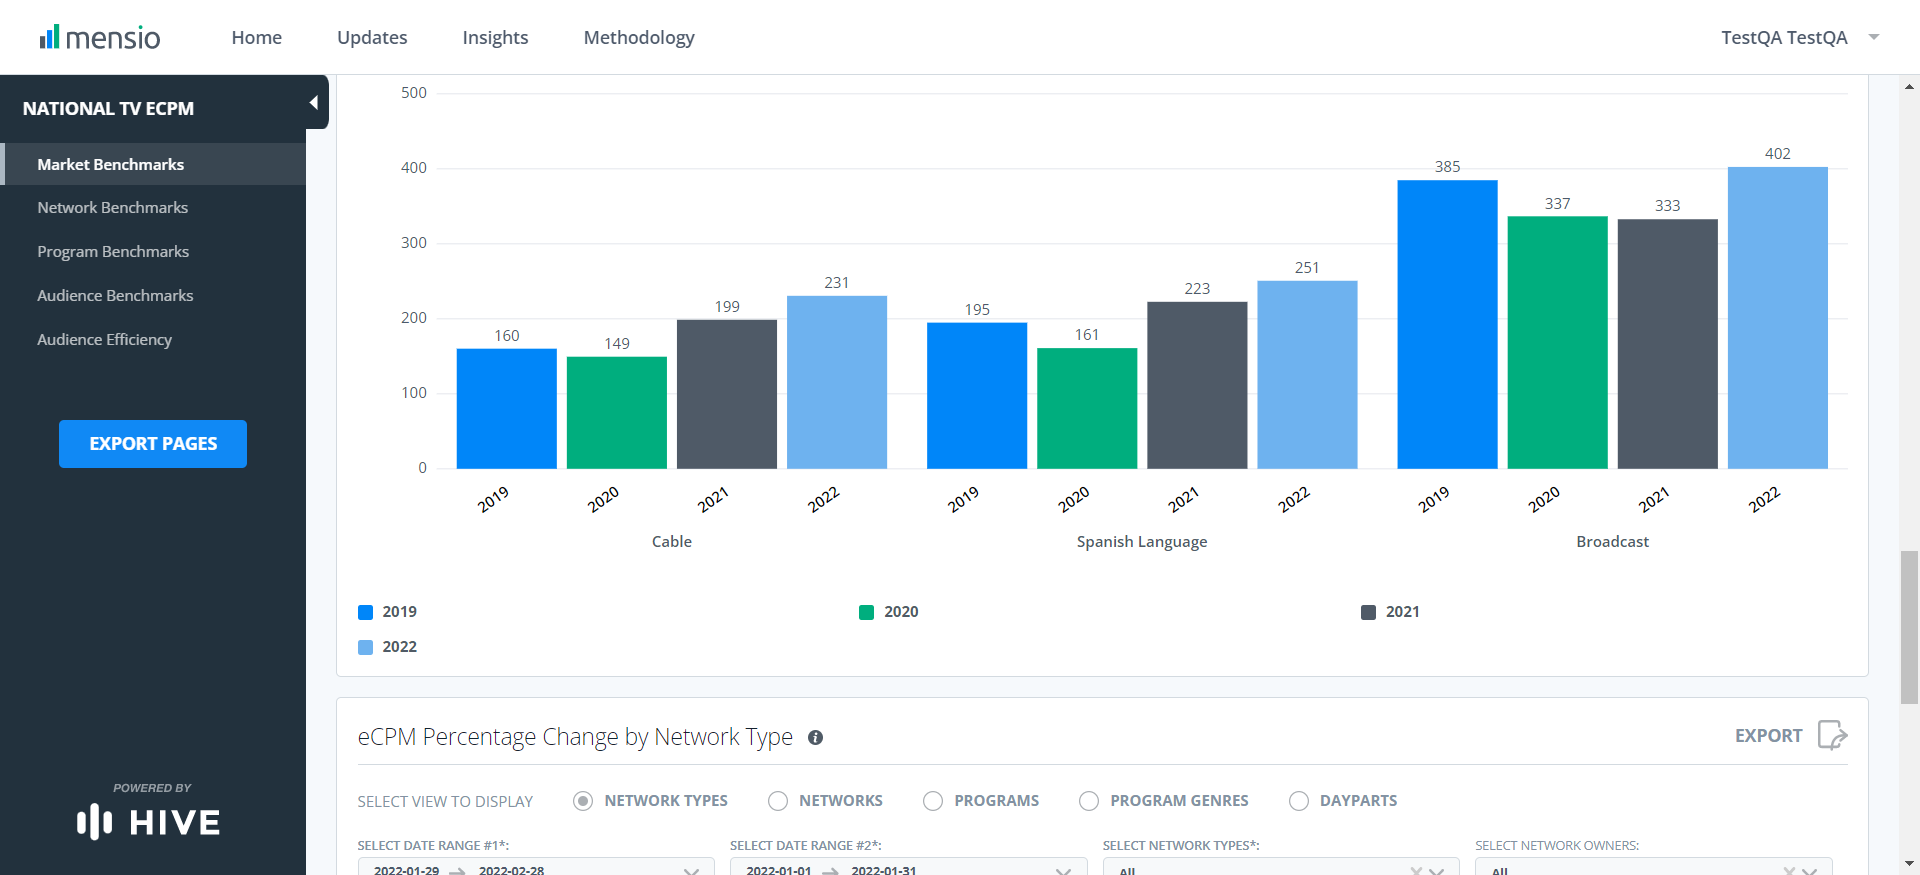 mensio
Home Updates Insights Methodology TestQA TestQA
NATIONAL TV ECPM
Market Benchmarks
Network Benchmarks
Program Benchmarks
Audience Benchmarks
Audience Efficiency
EXPORT PAGES
POWERED BY
HIVE
500
400
300
200
100
0
160 149 199 231 195 161 223 251 385 337 333 402
2019 2020 2021 2022 2019 2020 2021 2022 2019 2020 2021 2022
Cable Spanish Language Broadcast
2019 2020 2021
2022
eCPM Percentage Change by Network Type
EXPORT
SELECT VIEW TO DISPLAY NETWORK TYPES NETWORKS PROGRAMS PROGRAM GENRES DAYPARTS
SELECT DATE RANGE #1*: SELECT DATE RANGE #2*: SELECT NETWORK TYPES*: SELECT NETWORK OWNERS:
2022-01-29 → 2022-02-28 2022-01-01 → 2022-01-31 All All